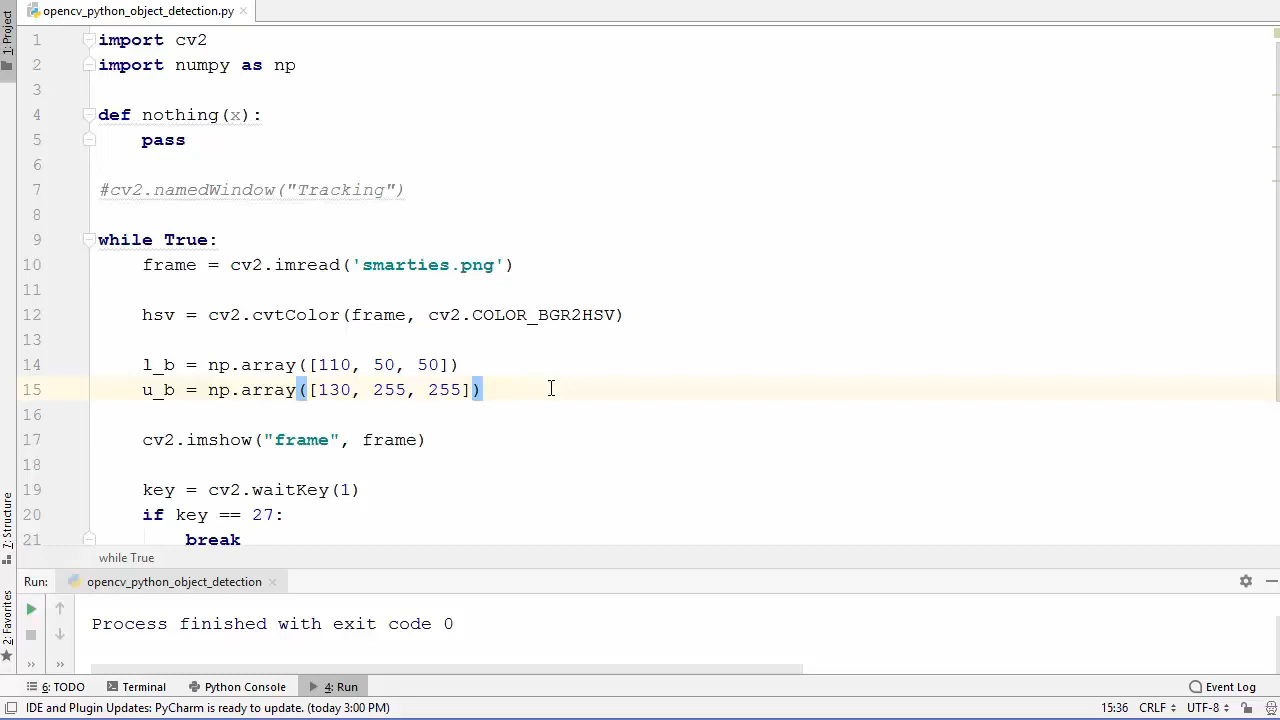 opencv_python_object_detection.py
1: Project
1 import cv2
2 import numpy as np
3
4 def nothing(x):
5     pass
6
7 #cv2.namedWindow("Tracking")
8
9 while True:
10     frame = cv2.imread('smarties.png')
11
12     hsv = cv2.cvtColor(frame, cv2.COLOR_BGR2HSV)
13
14     l_b = np.array([110, 50, 50])
15     u_b = np.array([130, 255, 255])
16
17     cv2.imshow("frame", frame)
18
19     key = cv2.waitKey(1)
20     if key == 27:
21         break
while True
7: Structure
2: Favorites
Run: opencv_python_object_detection
Process finished with exit code 0
6: TODO Terminal Python Console 4: Run Event Log
IDE and Plugin Updates: PyCharm is ready to update. (today 3:00 PM) 15:36 CRLF UTF-8